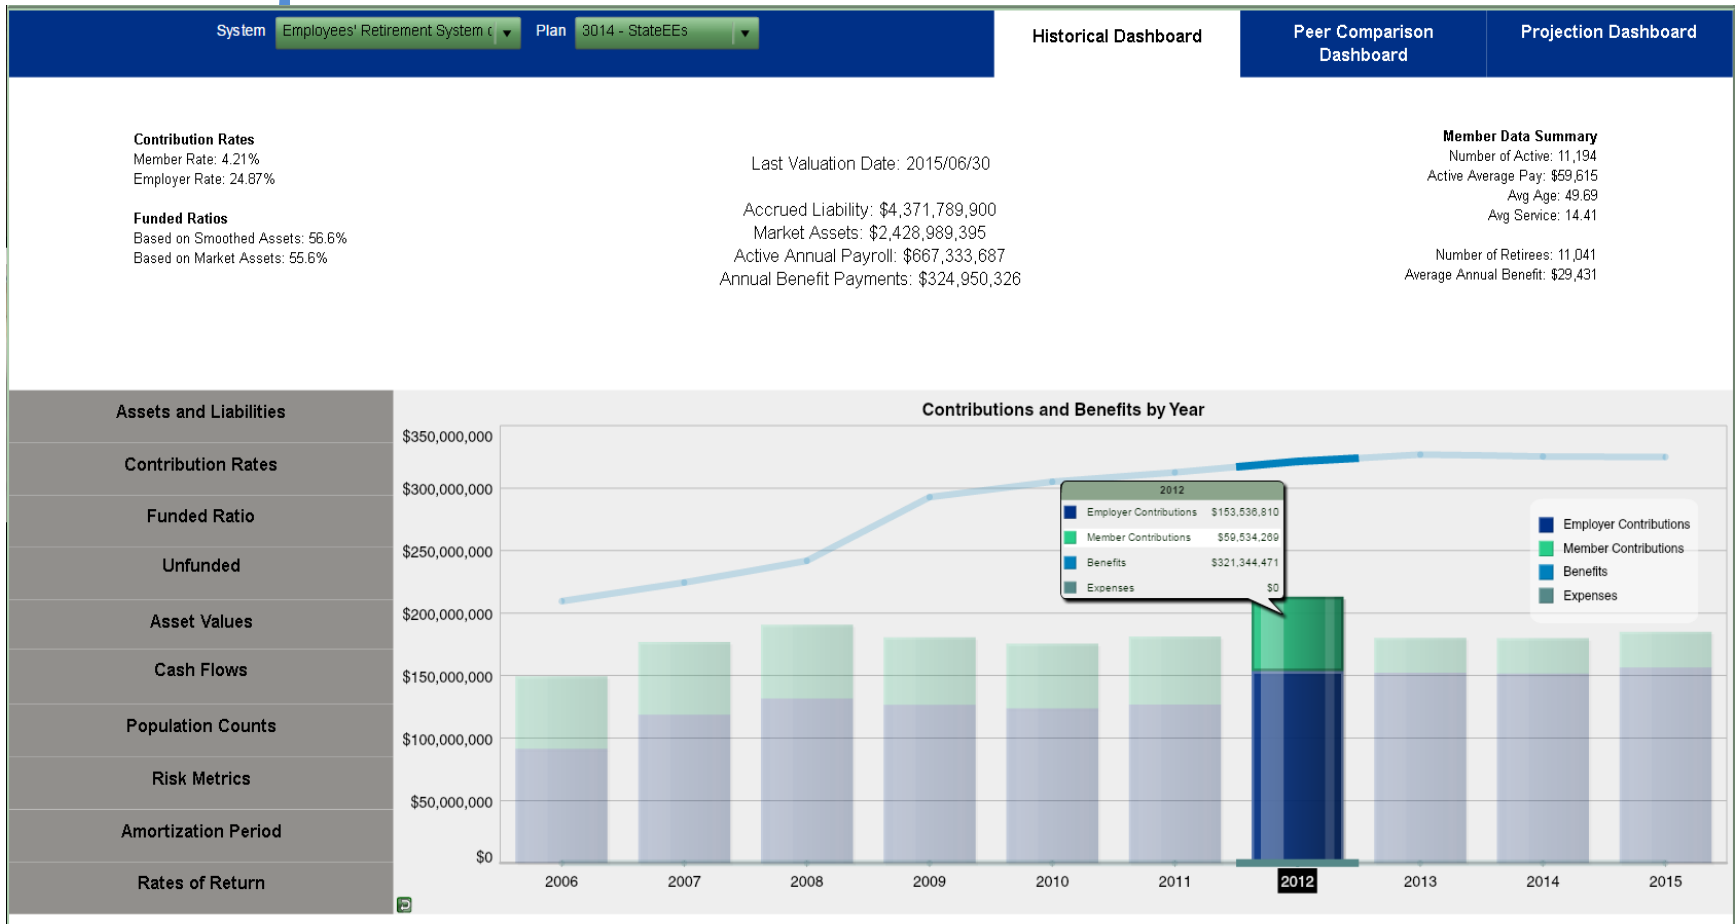 System Employees' Retirement System Plan 3014 - StateEEs
Historical Dashboard
Peer Comparison
Dashboard
Projection Dashboard
Contribution Rates
Member Rate: 4.21%
Employer Rate: 24.87%
Funded Ratios
Based on Smoothed Assets: 56.6%
Based on Market Assets: 55.6%
Last Valuation Date: 2015/06/30
Accrued Liability: $4,371,789,900
Market Assets: $2,428,989,395
Active Annual Payroll: $667,333,687
Annual Benefit Payments: $324,950,326
Member Data Summary
Number of Active: 11,194
Active Average Pay: $59,615
Avg Age: 49.69
Avg Service: 14.41
Number of Retirees: 11,041
Average Annual Benefit: $29,431
Assets and Liabilities
Contribution Rates
Funded Ratio
Unfunded
Asset Values
Cash Flows
Population Counts
Risk Metrics
Amortization Period
Rates of Return
Contributions and Benefits by Year
$350,000,000
$300,000,000
$250,000,000
$200,000,000
$150,000,000
$100,000,000
$50,000,000
$0
2012
Employer Contributions $153,536,810
Member Contributions $59,534,269
Benefits $321,344,471
Expenses $0
Employer Contributions
Member Contributions
Benefits
Expenses
2006 2007 2008 2009 2010 2011 2012 2013 2014 2015